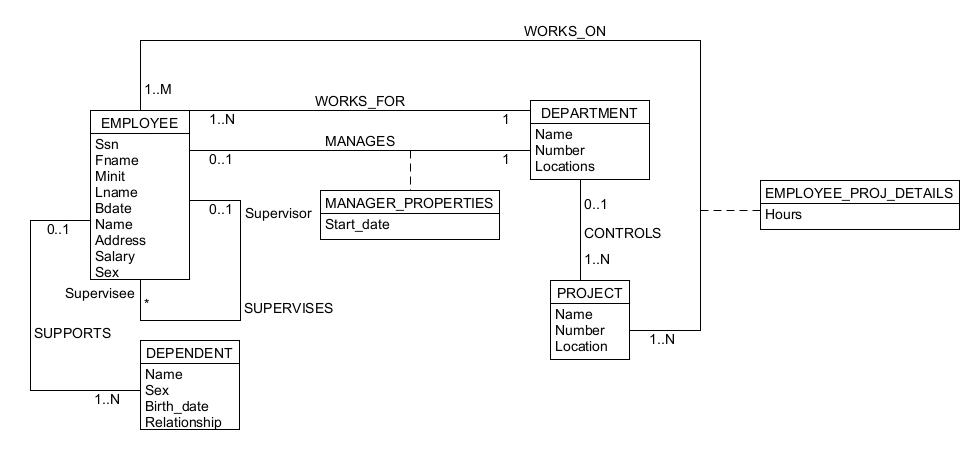 WORKS_ON
1..M
WORKS_FOR
1..N
1
EMPLOYEE
Ssn
Fname
Minit
Lname
Bdate
Name
Address
Salary
Sex
DEPARTMENT
Name
Number
Locations
MANAGES
0..1
1
MANAGER_PROPERTIES
Start_date
EMPLOYEE_PROJ_DETAILS
Hours
0..1
Supervisor
0..1
CONTROLS
1..N
0..1
Supervisee
*
SUPERVISES
PROJECT
Name
Number
Location
1..N
SUPPORTS
DEPENDENT
Name
Sex
Birth_date
Relationship
1..N